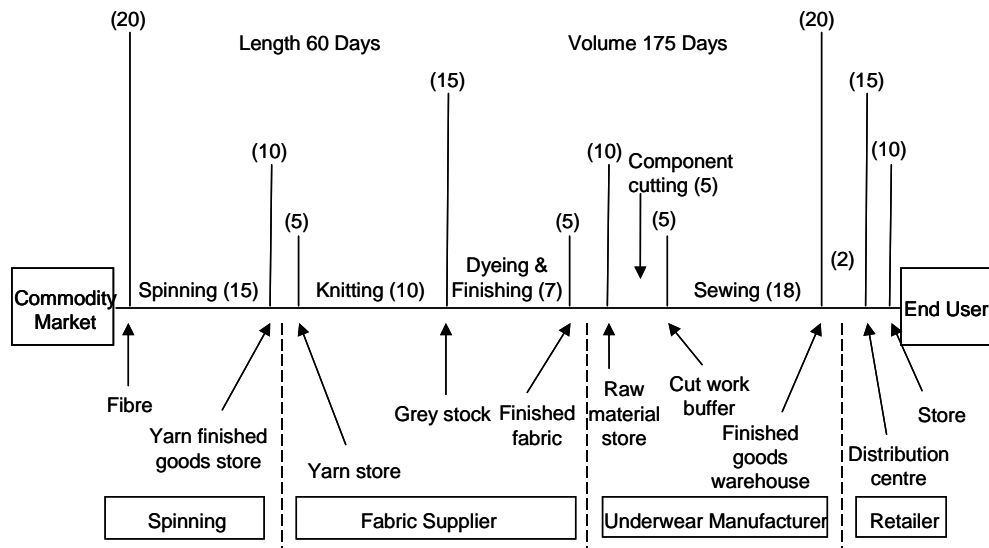 (20)
Length 60 Days
Volume 175 Days
(20)
(15)
(15)
(10)
(10)
Component
cutting (5)
(10)
(5)
(5)
(5)
(2)
Commodity
Market
Spinning (15)
Knitting (10)
Dyeing &
Finishing (7)
Sewing (18)
End User
Fibre
Yarn finished
goods store
Yarn store
Grey stock
Finished
fabric
Raw
material
store
Cut work
buffer
Finished
goods
warehouse
Distribution
centre
Store
Spinning
Fabric Supplier
Underwear Manufacturer
Retailer